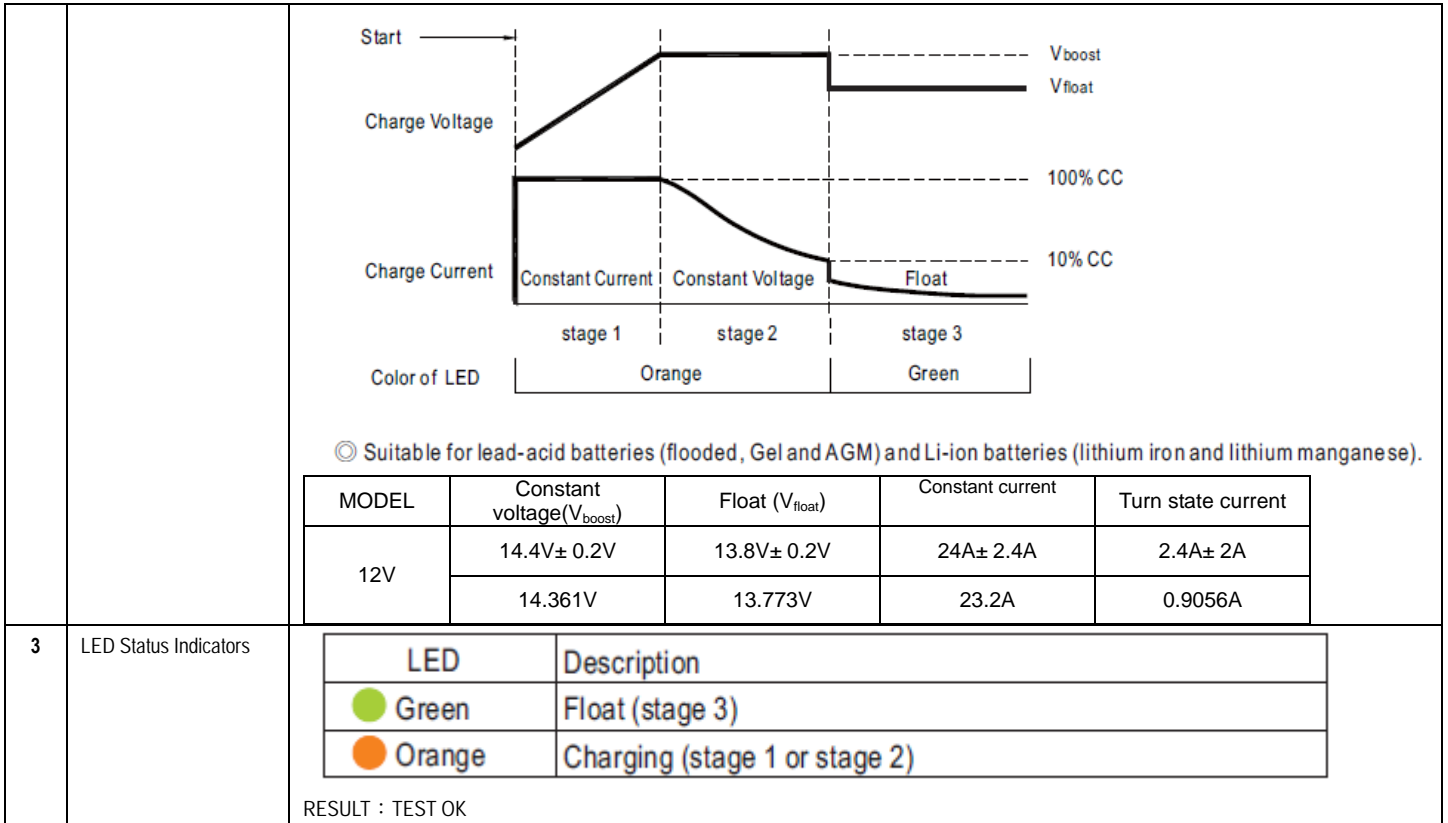 Start
Vboost
Vfloat
Charge Voltage
100% CC
10% CC
Charge Current
Constant Current
Constant Voltage
Float
stage 1
stage 2
stage 3
Color of LED
Orange
Green
◎ Suitable for lead-acid batteries (flooded, Gel and AGM) and Li-ion batteries (lithium iron and lithium manganese).
MODEL
Constant
voltage(Vboost)
Float (Vfloat)
Constant current
Turn state current
12V
14.4V± 0.2V
13.8V± 0.2V
24A± 2.4A
2.4A± 2A
14.361V
13.773V
23.2A
0.9056A
3
LED Status Indicators
LED
Description
Green
Float (stage 3)
Orange
Charging (stage 1 or stage 2)
RESULT：TEST OK